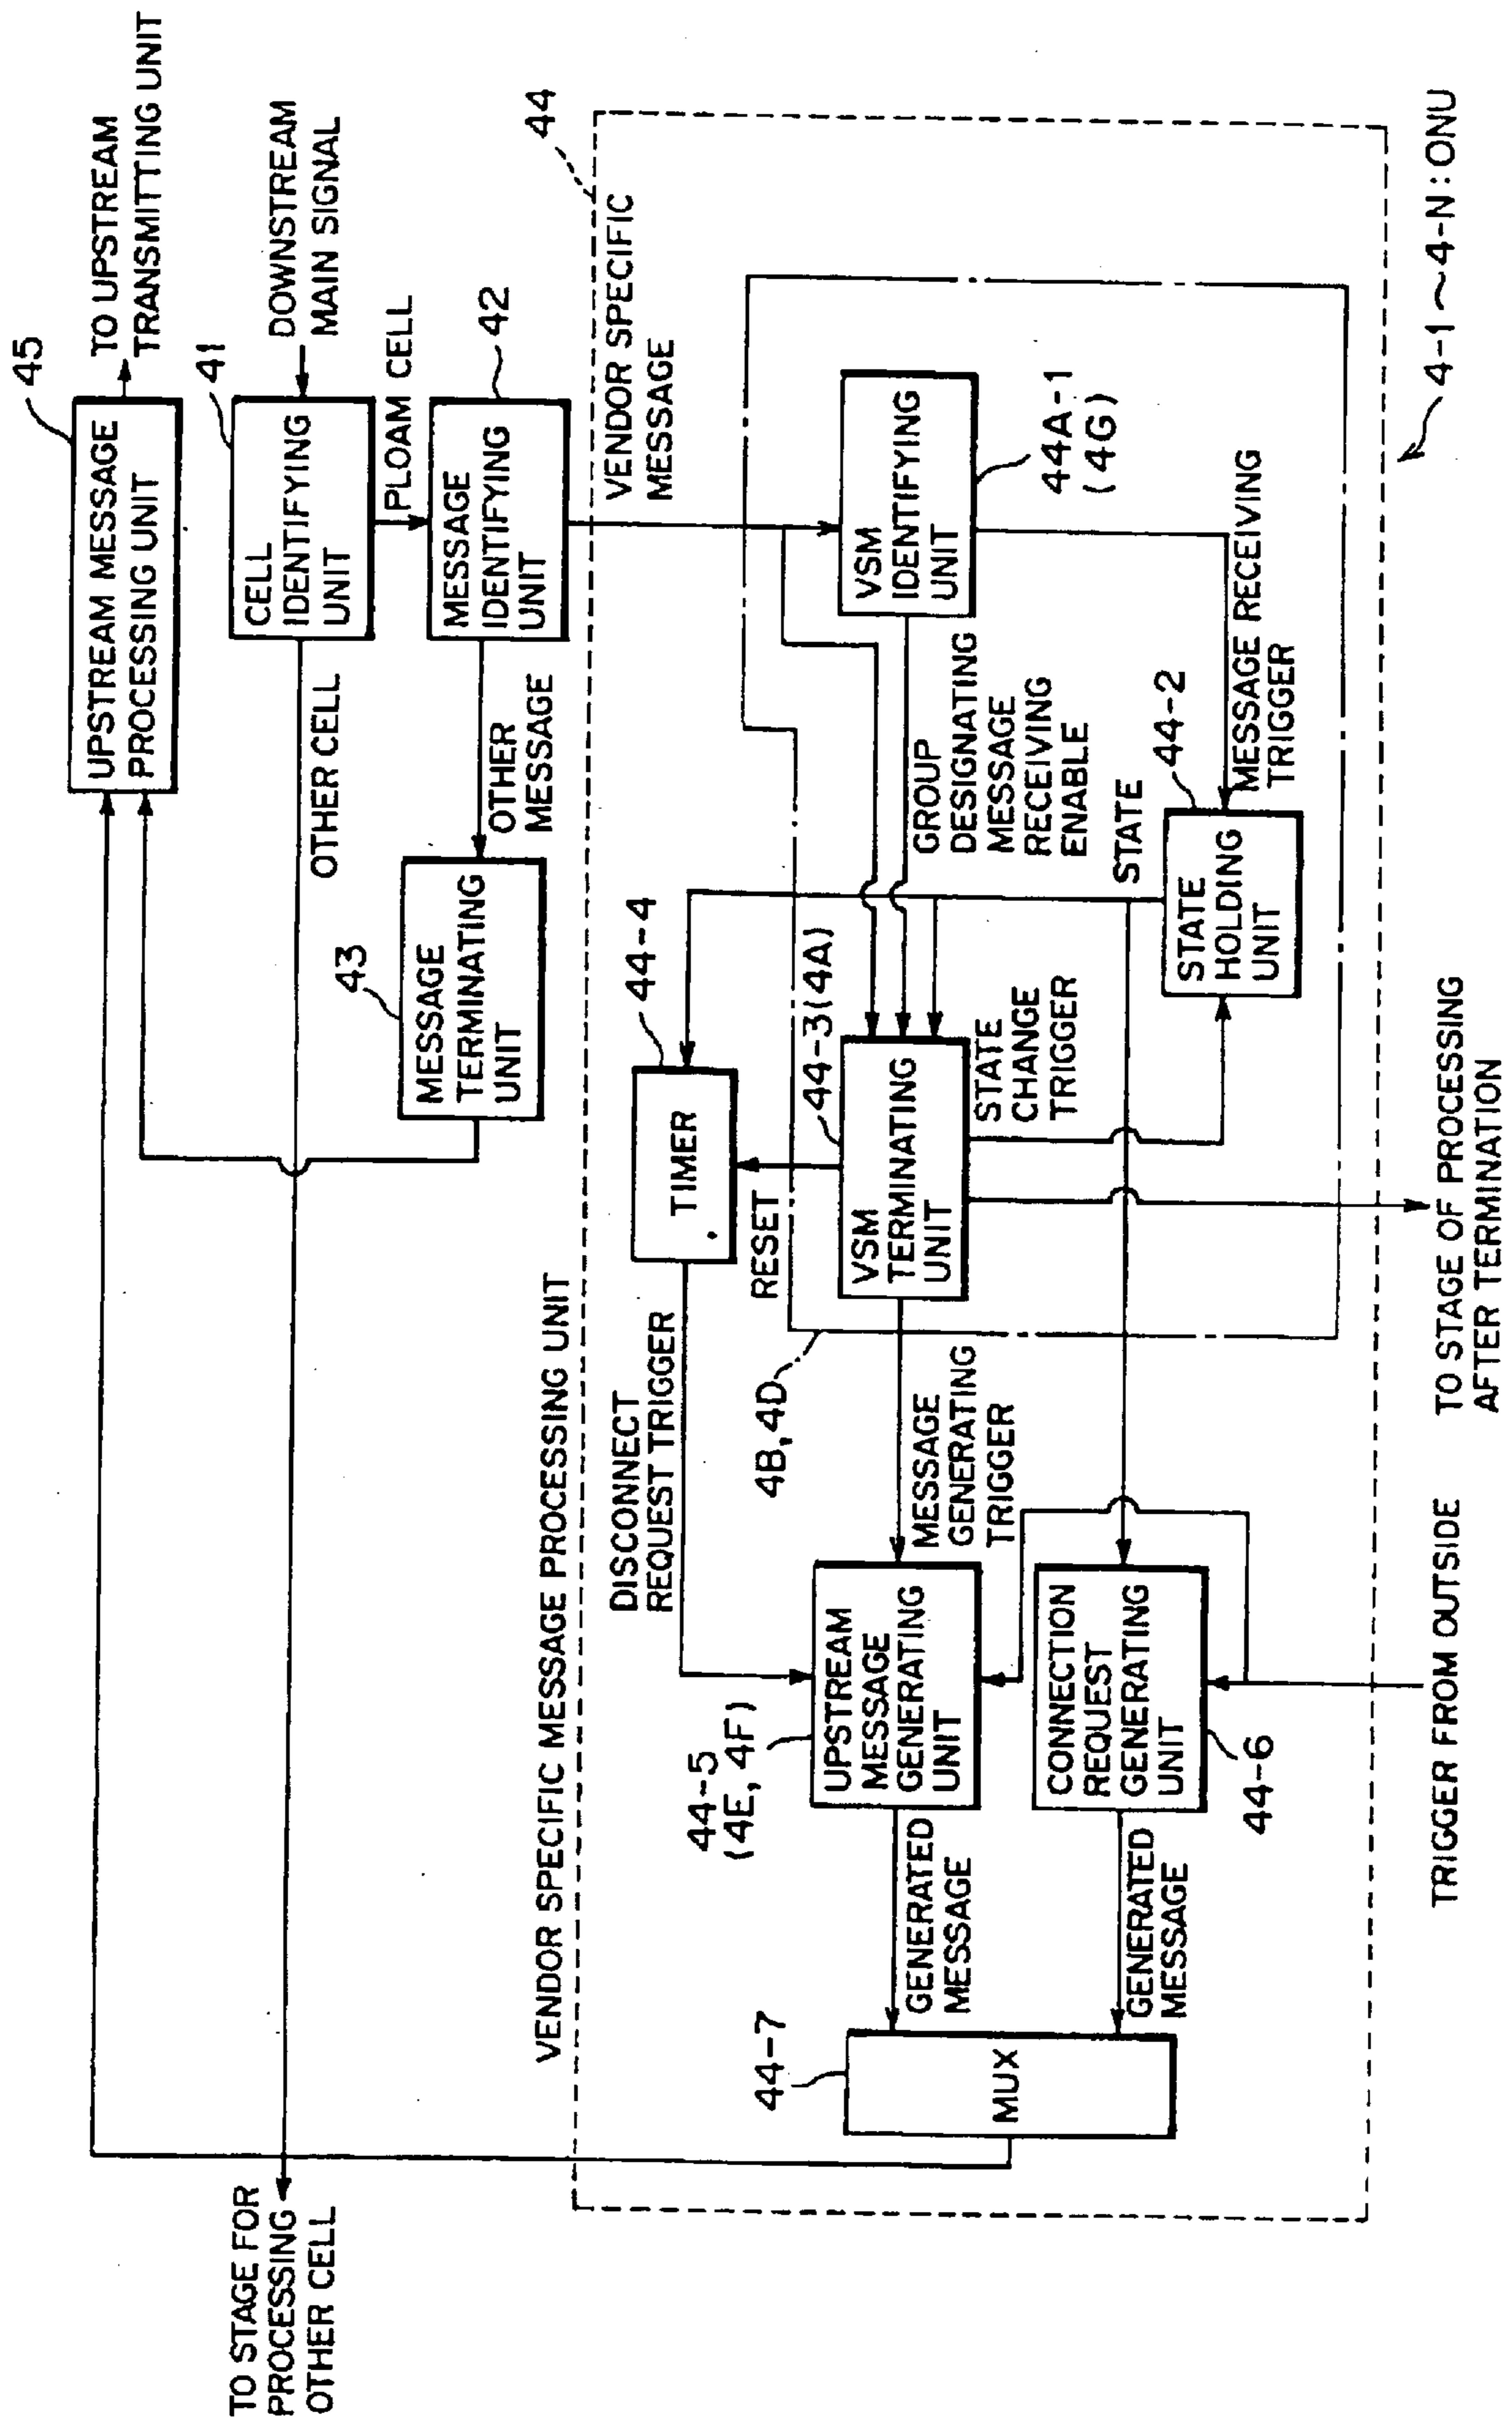 45
UPSTREAM MESSAGE
PROCESSING UNIT
TO UPSTREAM
TRANSMITTING UNIT
41
CELL
IDENTIFYING
UNIT
DOWNSTREAM
MAIN SIGNAL
OTHER CELL
PLOAM CELL
TO STAGE FOR
PROCESSING
OTHER CELL
42
MESSAGE
IDENTIFYING
UNIT
OTHER
MESSAGE
43
MESSAGE
TERMINATING
UNIT
44
VENDOR SPECIFIC MESSAGE PROCESSING UNIT
VENDOR SPECIFIC
MESSAGE
44-4
TIMER
DISCONNECT
REQUEST TRIGGER
RESET
4B, 4D
44-3(4A)
VSM
TERMINATING
UNIT
VSM
IDENTIFYING
UNIT
44A-1
(4G)
GROUP
DESIGNATING
MESSAGE
RECEIVING
ENABLE
MESSAGE RECEIVING
TRIGGER
STATE
44-2
STATE
HOLDING
UNIT
STATE
CHANGE
TRIGGER
MESSAGE
GENERATING
TRIGGER
44-5
(4E, 4F)
UPSTREAM
MESSAGE
GENERATING
UNIT
CONNECTION
REQUEST
GENERATING
UNIT
44-6
GENERATED
MESSAGE
GENERATED
MESSAGE
44-7
MUX
TRIGGER FROM OUTSIDE
TO STAGE OF PROCESSING
AFTER TERMINATION
4-1~4-N:ONU